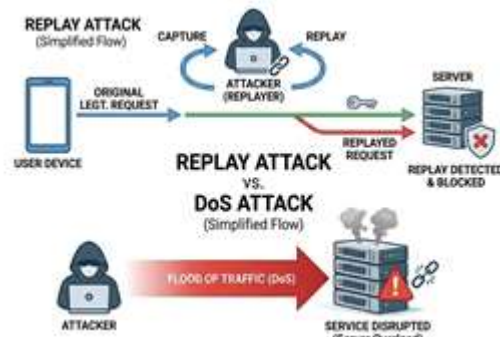 REPLAY ATTACK
(Simplified Flow)
CAPTURE
REPLAY
ATTACKER
(REPLAYER)
SERVER
ORIGINAL
LEGT. REQUEST
USER DEVICE
REPLAYED
REQUEST
REPLAY DETECTED
& BLOCKED
REPLAY ATTACK
vs.
DoS ATTACK
(Simplified Flow)
FLOOD OF TRAFFIC (DoS)
ATTACKER
SERVICE DISRUPTED